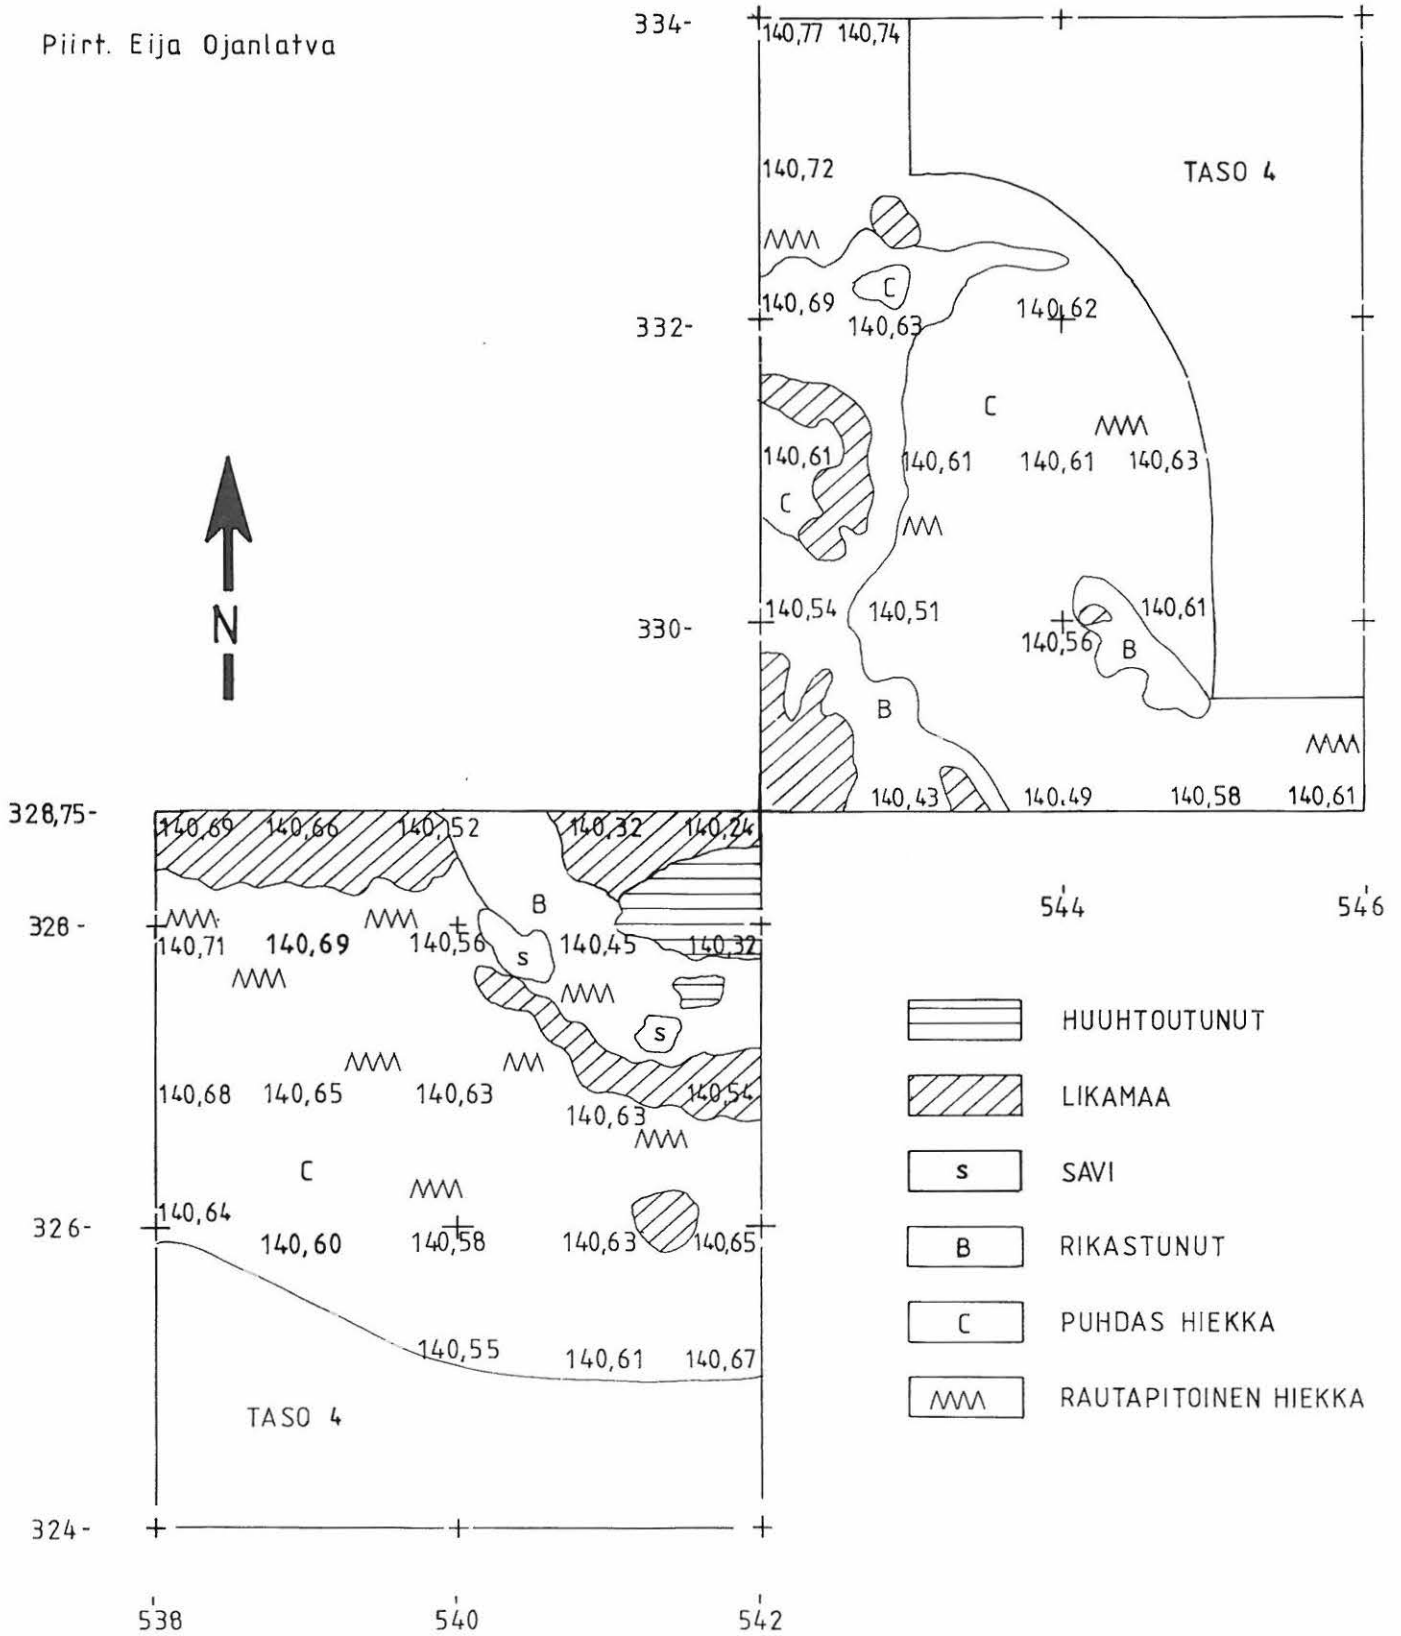 Piirt. Eija Ojanlatva
334-
140,77 140,74
140,72
TASO 4
C
140,69
140,62
332-
140,63
C
140,61
140,61 140,61 140,63
C
140,54 140,51 140,61
330-
140,56
B
B
N
140,43 140.49 140,58 140,61
328,75-
140,69 140,66 140,52 140,32 140,24
544 546
B
328-
140,71 140,69 140,56 140,45 140,32
s
s
140,68 140,65 140,63 140,54
140,63
C
140,64
326-
140,60 140,58 140,63 140,65
140,55 140,61 140,67
TASO 4
324-
538 540 542
HUUHTOUTUNUT
LIKAMAA
s SAVI
B RIKASTUNUT
C PUHDAS HIEKKA
RAUTAPITOINEN HIEKKA